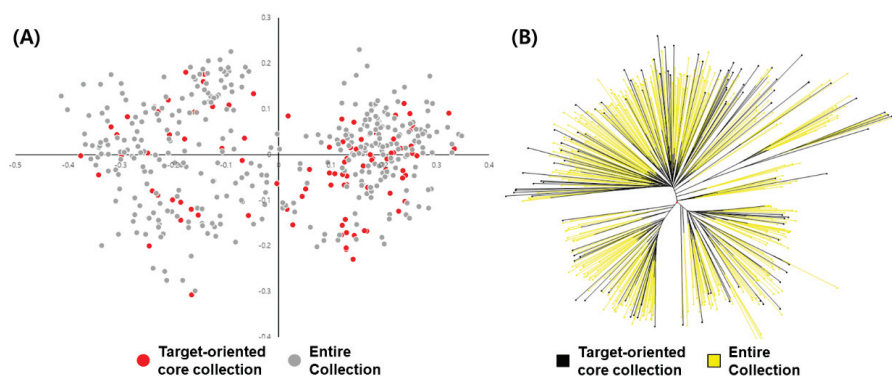 (A)
(B)
0.3
0.2
0.1
0
-0.5
-0.4
-0.3
-0.2
-0.1
0
0.1
0.2
0.3
0.4
-0.1
-0.2
-0.3
-0.4
Target-oriented
core collection
Entire
Collection
Target-oriented
core collection
Entire
Collection